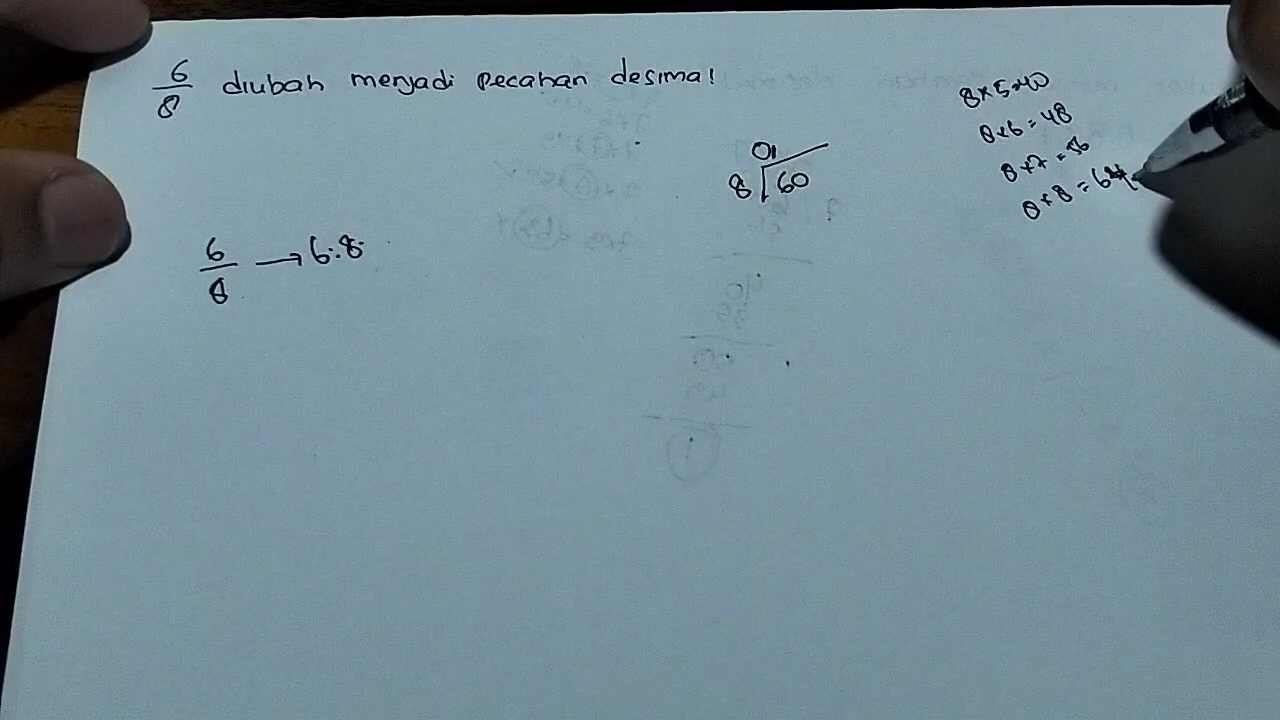 6/8 diubah menjadi pecahan desimal
6/8 → 6:8
0,
8 60
8 x 5 = 40
8 x 6 = 48
8 x 7 = 56
8 x 8 = 64